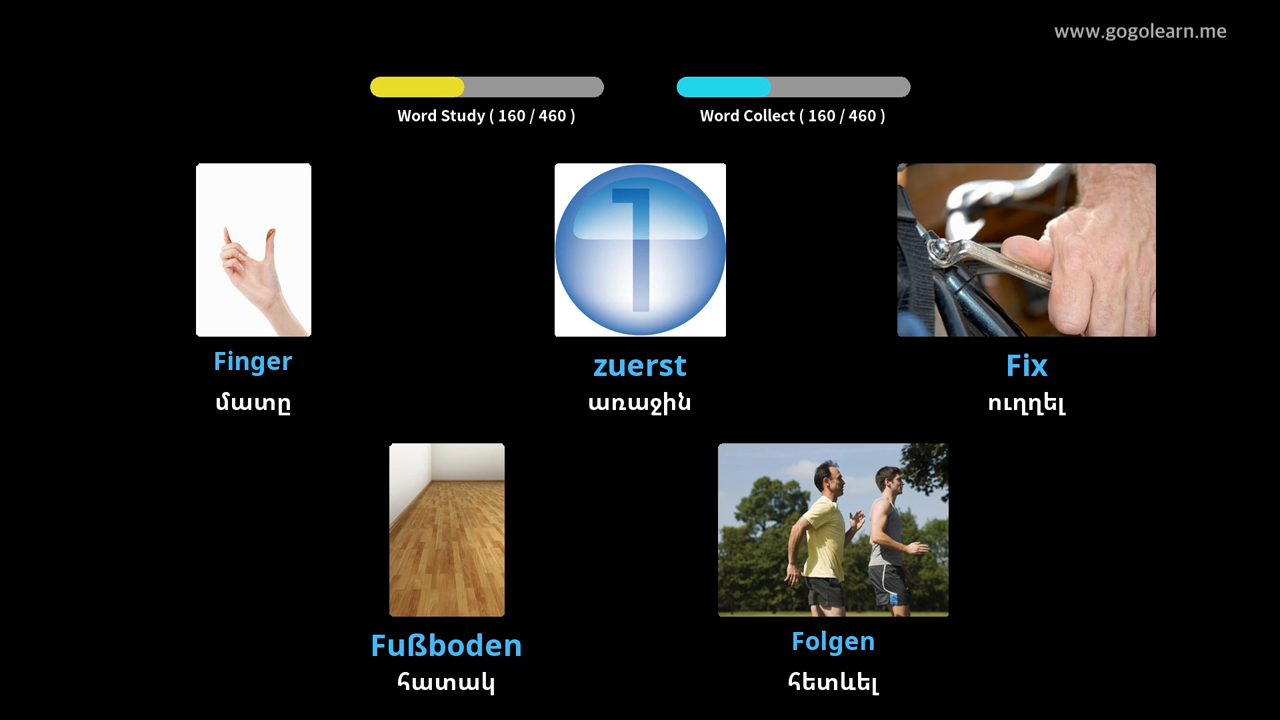 www.gogolearn.me
Word Study ( 160 / 460 )
Word Collect ( 160 / 460 )
1
Finger
մատը
zuerst
առաջին
Fix
ուղղել
Fußboden
հատակ
Folgen
հետևել